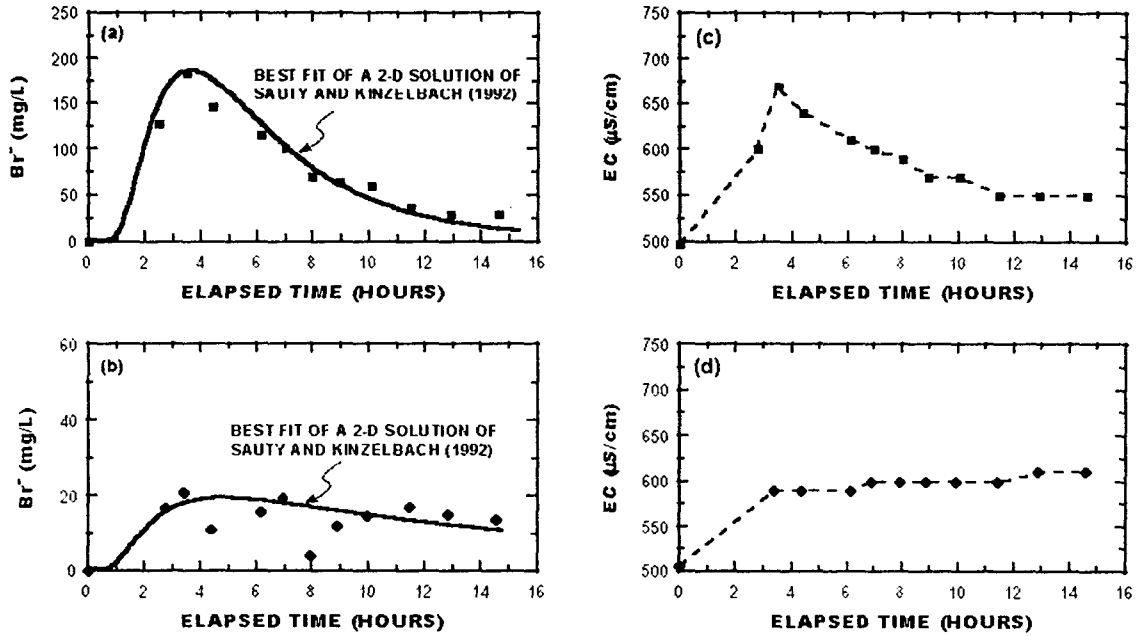 (a)
250
200
150
100
50
0
Br⁻ (mg/L)
BEST FIT OF A 2-D SOLUTION OF
SAUTY AND KINZELBACH (1992)
0 2 4 6 8 10 12 14 16
ELAPSED TIME (HOURS)
(c)
750
700
650
600
550
500
EC (µS/cm)
0 2 4 6 8 10 12 14 16
ELAPSED TIME (HOURS)
(b)
60
40
20
0
Br⁻ (mg/L)
BEST FIT OF A 2-D SOLUTION OF
SAUTY AND KINZELBACH (1992)
0 2 4 6 8 10 12 14 16
ELAPSED TIME (HOURS)
(d)
750
700
650
600
550
500
EC (µS/cm)
0 2 4 6 8 10 12 14 16
ELAPSED TIME (HOURS)